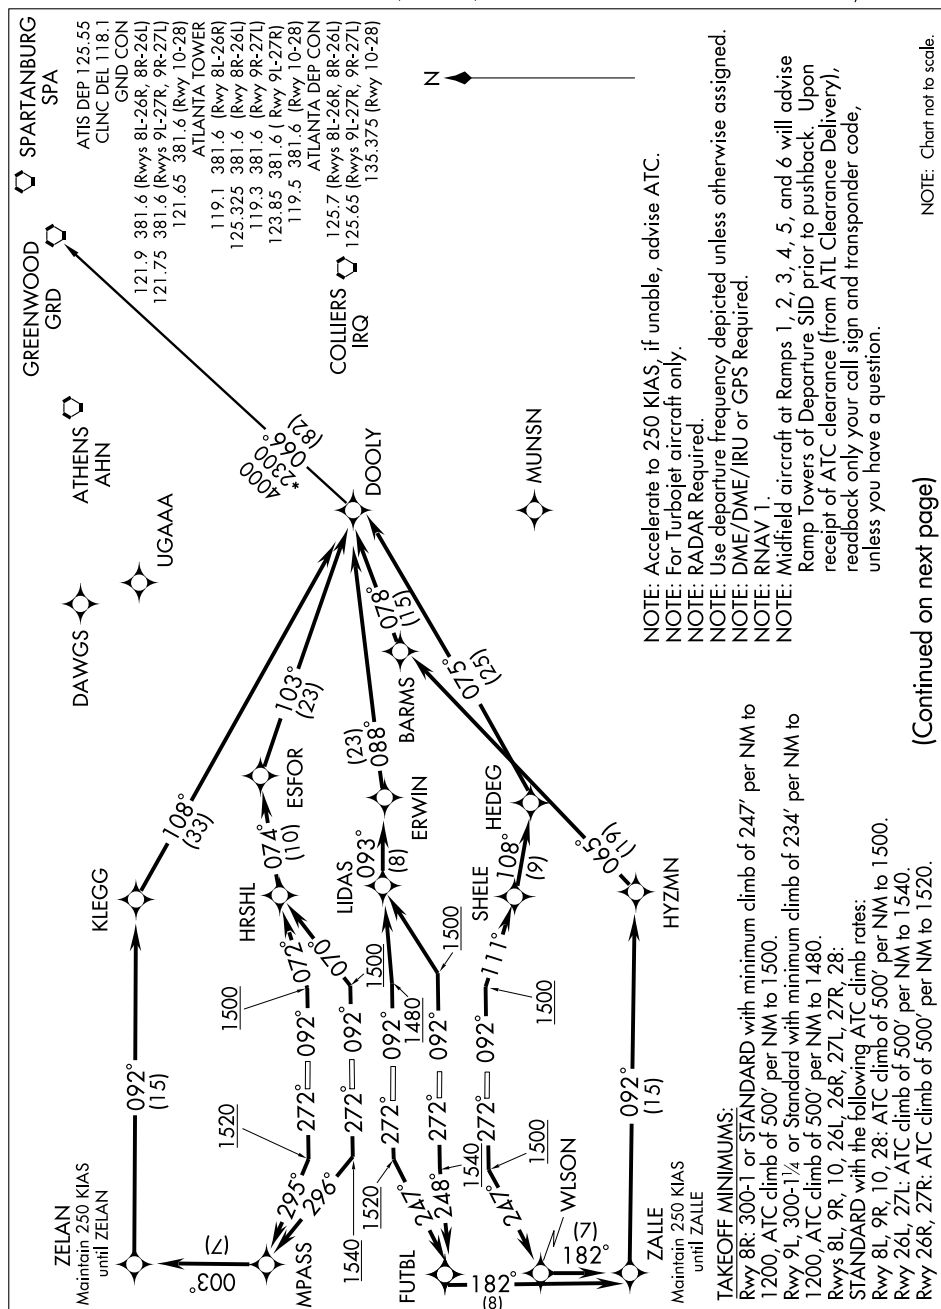 SPARTANBURG
SPA
GREENWOOD
GRD
ATHENS
AHN
COLLIERS
IRQ
ATIS DEP 125.55
CLNC DEL 118.1
GND CON
121.9 381.6 (Rwys 8L-26R, 8R-26L)
121.75 381.6 (Rwys 9L-27R, 9R-27L)
121.65 381.6 (Rwy 10-28)
ATLANTA TOWER
119.1 381.6 (Rwy 8L-26R)
125.325 381.6 (Rwy 8R-26L)
119.3 381.6 (Rwy 9R-27L)
123.85 381.6 ( Rwy 9L-27R)
119.5 381.6 (Rwy 10-28)
ATLANTA DEP CON
125.7 (Rwys 8L-26R, 8R-26L)
125.65 (Rwys 9L-27R, 9R-27L)
135.375 (Rwy 10-28)
N
DAWGS
UGAAA
4000
*2300
066°
(82)
DOOLY
MUNSN
KLEGG
108°
(33)
103°
(23)
ESFOR
074°
(10)
HRSHL
072°
070°
1500
1500
092°
092°
272°
272°
1520
1540
295°
296°
MPASS
003°
(7)
ZELAN
Maintain 250 KIAS
until ZELAN
092°
(15)
(23)
088°
ERWIN
093°
(8)
LIDAS
1480
1500
092°
092°
272°
272°
1520
1540
247°
248°
FUTBL
182°
(8)
078°
(15)
BARMS
075°
(25)
HEDEG
108°
(9)
SHELE
111°
1500
092°
272°
1500
247°
WLSON
(7)
182°
ZALLE
Maintain 250 KIAS
until ZALLE
092°
(15)
HYZMN
065°
(19)
NOTE: Accelerate to 250 KIAS, if unable, advise ATC.
NOTE: For Turbojet aircraft only.
NOTE: RADAR Required.
NOTE: Use departure frequency depicted unless otherwise assigned.
NOTE: DME/DME/IRU or GPS Required.
NOTE: RNAV 1.
NOTE: Midfield aircraft at Ramps 1, 2, 3, 4, 5, and 6 will advise
Ramp Towers of Departure SID prior to pushback. Upon
receipt of ATC clearance (from ATL Clearance Delivery),
readback only your call sign and transponder code,
unless you have a question.
TAKEOFF MINIMUMS:
Rwy 8R: 300-1 or STANDARD with minimum climb of 247' per NM to
1200, ATC climb of 500' per NM to 1500.
Rwy 9L, 300-1¼ or Standard with minimum climb of 234' per NM to
1200, ATC climb of 500' per NM to 1480.
Rwys 8L, 9R, 10, 26L, 26R, 27L, 27R, 28:
STANDARD with the following ATC climb rates:
Rwy 8L, 9R, 10, 28: ATC climb of 500' per NM to 1500.
Rwy 26L, 27L: ATC climb of 500' per NM to 1540.
Rwy 26R, 27R: ATC climb of 500' per NM to 1520.
(Continued on next page)
NOTE: Chart not to scale.